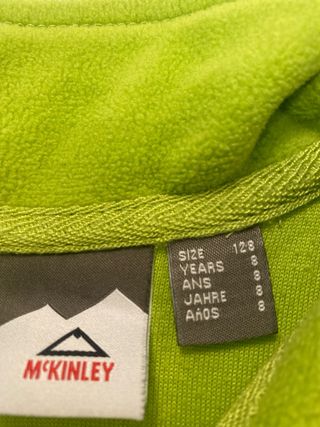 McKINLEY
SIZE 128
YEARS 8
ANS 8
JAHRE 8
AÑOS 8